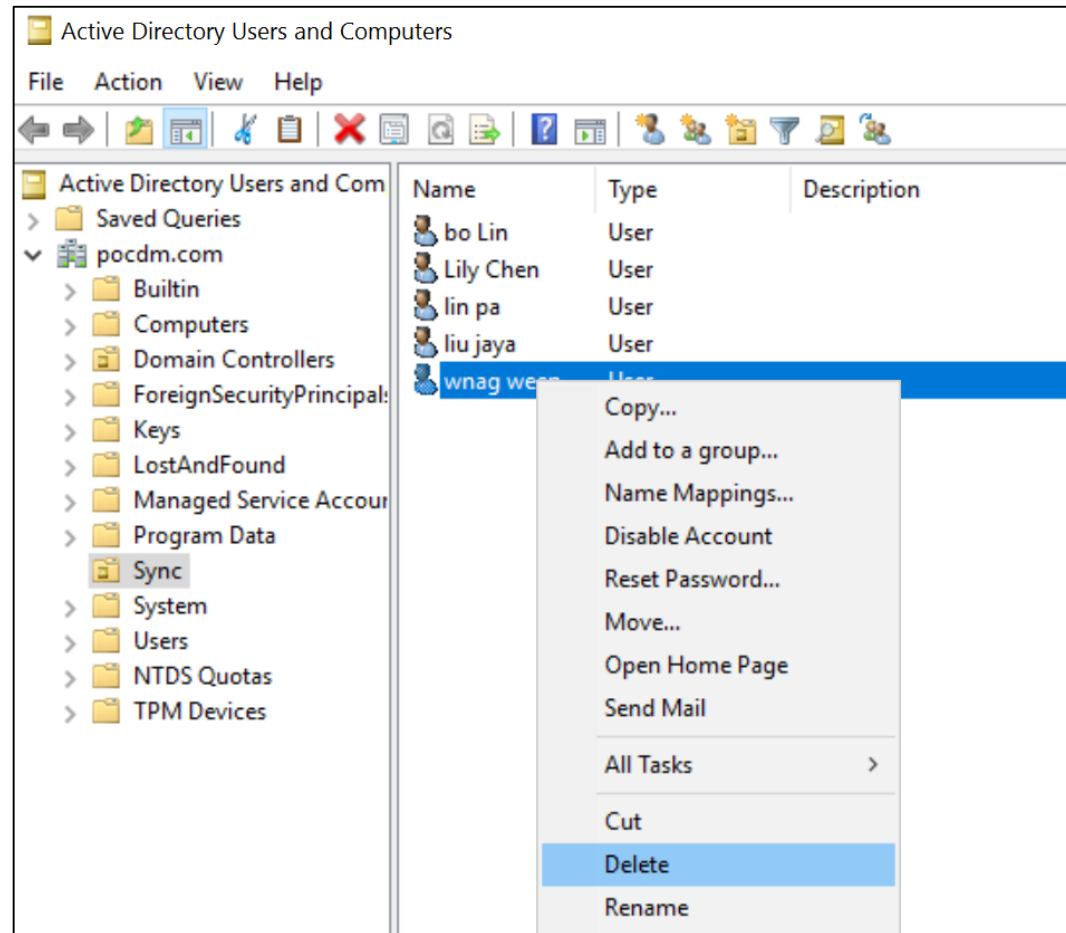 Active Directory Users and Computers
File Action View Help
Active Directory Users and Com
Saved Queries
pocdm.com
Builtin
Computers
Domain Controllers
ForeignSecurityPrincipal
Keys
LostAndFound
Managed Service Accour
Program Data
Sync
System
Users
NTDS Quotas
TPM Devices
Name Type Description
bo Lin User
Lily Chen User
lin pa User
liu jaya User
wnag User
Copy...
Add to a group...
Name Mappings...
Disable Account
Reset Password...
Move...
Open Home Page
Send Mail
All Tasks
Cut
Delete
Rename